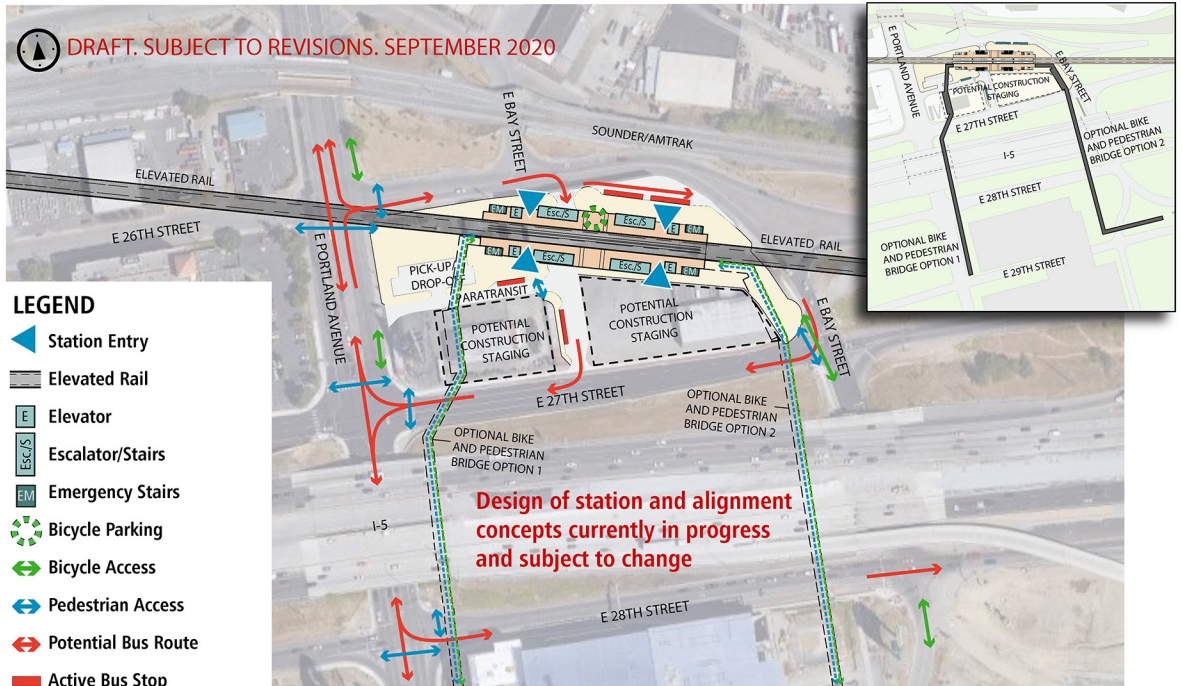 DRAFT. SUBJECT TO REVISIONS. SEPTEMBER 2020
E BAY STREET
SOUNDER/AMTRAK
ELEVATED RAIL
E 26TH STREET
E PORTLAND AVENUE
EM
E
Esc./S
Esc./S
E
EM
EM
E
Esc./S
Esc./S
E
EM
ELEVATED RAIL
PICK-UP/
DROP-OFF
ARATRANSIT
POTENTIAL
CONSTRUCTION
STAGING
POTENTIAL
CONSTRUCTION
STAGING
E BAY STREET
E 27TH STREET
OPTIONAL BIKE
AND PEDESTRIAN
BRIDGE OPTION 2
OPTIONAL BIKE
AND PEDESTRIAN
BRIDGE OPTION 1
I-5
Design of station and alignment
concepts currently in progress
and subject to change
E 28TH STREET
LEGEND
Station Entry
Elevated Rail
E
Elevator
Esc./S
Escalator/Stairs
EM
Emergency Stairs
Bicycle Parking
Bicycle Access
Pedestrian Access
Potential Bus Route
Active Bus Stop
E PORTLAND AVENUE
E BAY STREET
POTENTIAL CONSTRUCTION
STAGING
E 27TH STREET
I-5
OPTIONAL BIKE
AND PEDESTRIAN
BRIDGE OPTION 2
E 28TH STREET
OPTIONAL BIKE
AND PEDESTRIAN
BRIDGE OPTION 1
E 29TH STREET